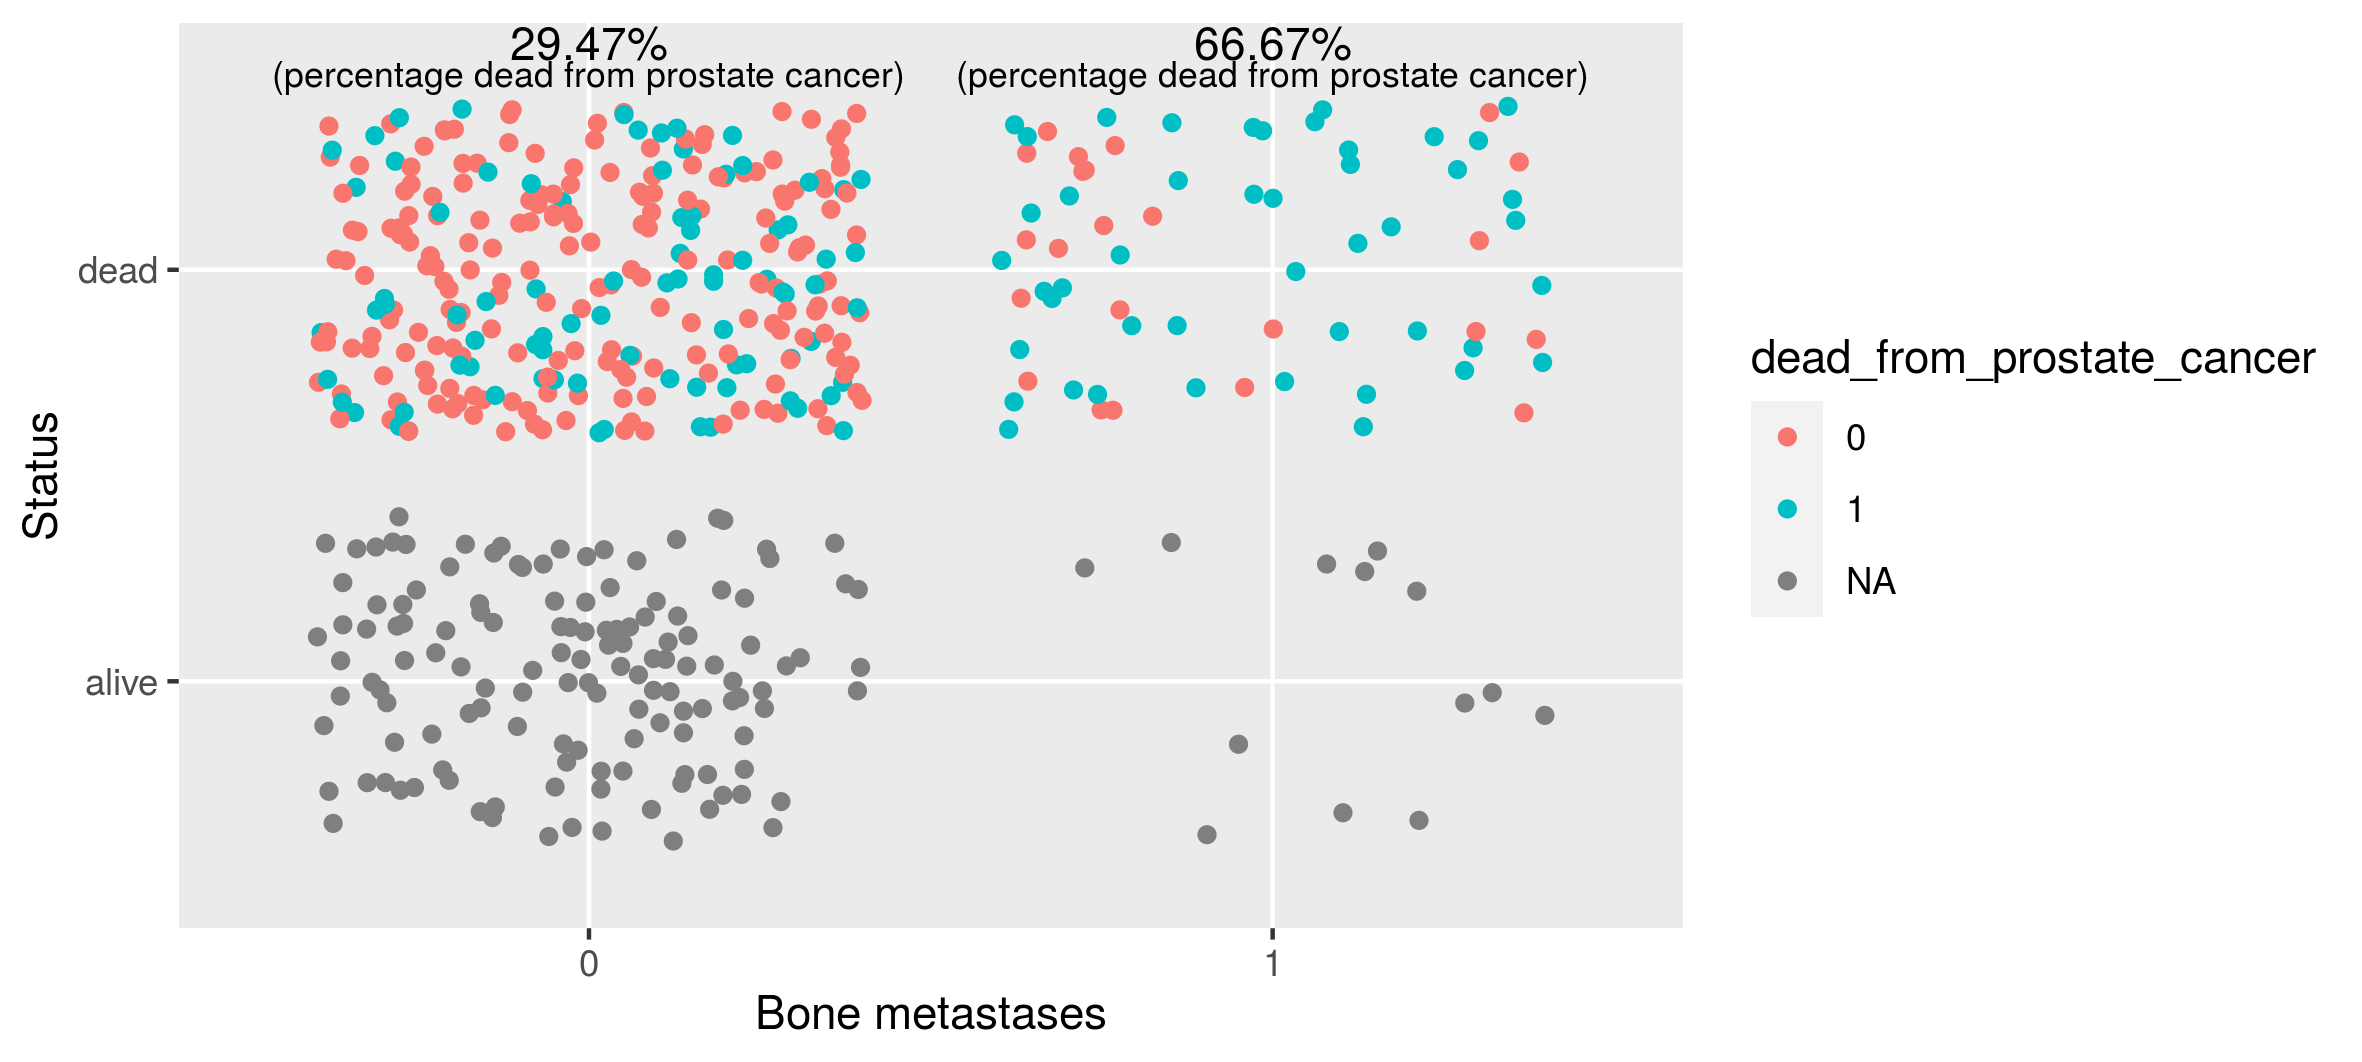 29.47%
(percentage dead from prostate cancer)
66.67%
(percentage dead from prostate cancer)
Status
dead
alive
0
1
Bone metastases
dead_from_prostate_cancer
0
1
NA